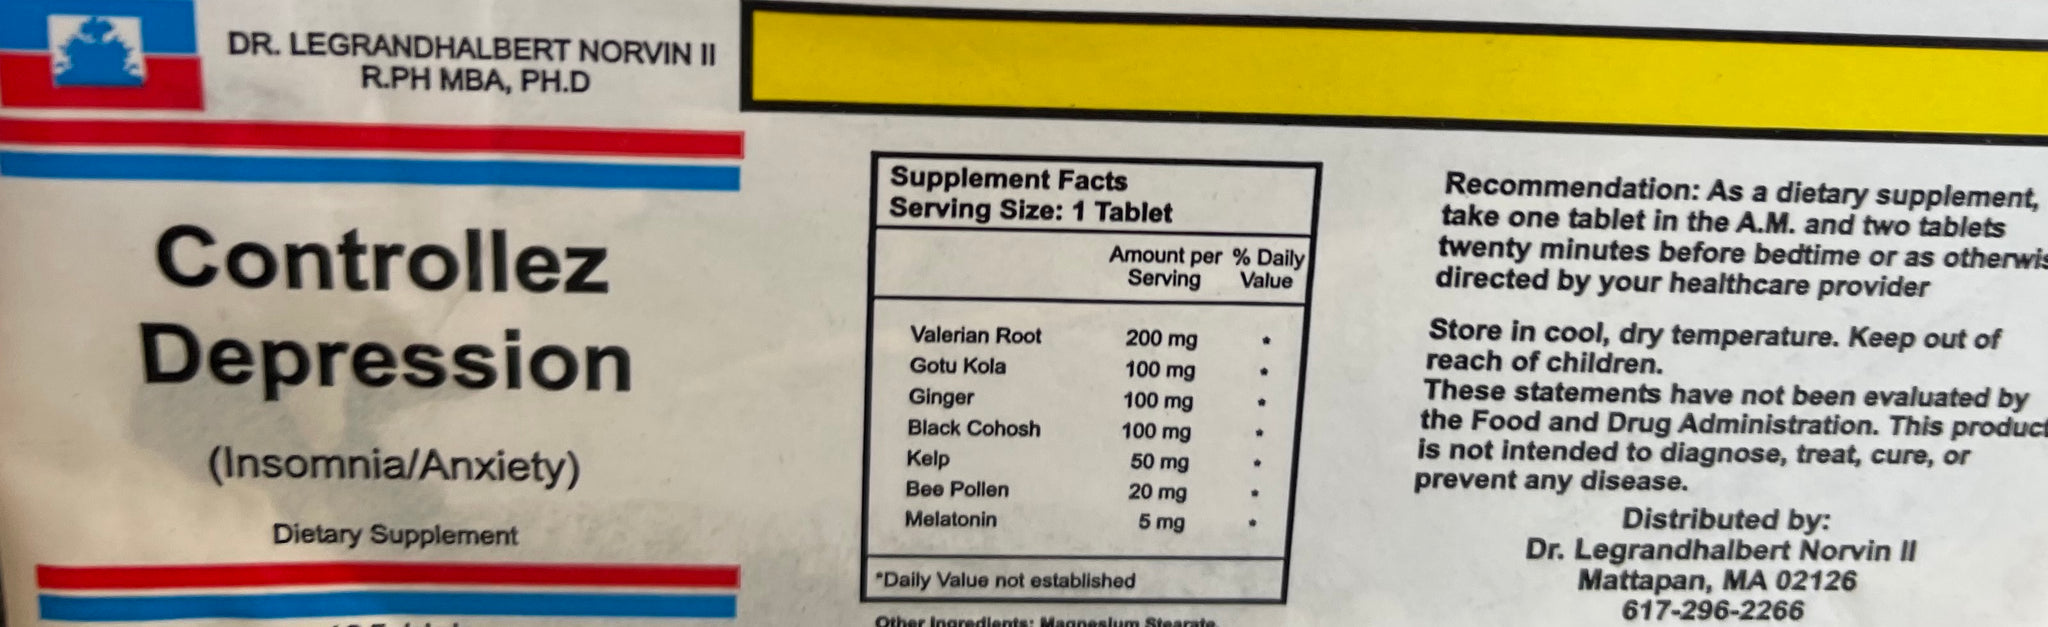 DR. LEGRANDHALBERT NORVIN II
R.PH MBA, PH.D
Controllez
Depression
(Insomnia/Anxiety)
Dietary Supplement
Supplement Facts
Serving Size: 1 Tablet
Amount per % Daily
Serving Value
Valerian Root 200 mg *
Gotu Kola 100 mg *
Ginger 100 mg *
Black Cohosh 100 mg *
Kelp 50 mg *
Bee Pollen 20 mg *
Melatonin 5 mg *
*Daily Value not established
Other Ingredients: Magnesium Stearate,
Recommendation: As a dietary supplement,
take one tablet in the A.M. and two tablets
twenty minutes before bedtime or as otherwis
directed by your healthcare provider
Store in cool, dry temperature. Keep out of
reach of children.
These statements have not been evaluated by
the Food and Drug Administration. This product
is not intended to diagnose, treat, cure, or
prevent any disease.
Distributed by:
Dr. Legrandhalbert Norvin II
Mattapan, MA 02126
617-296-2266